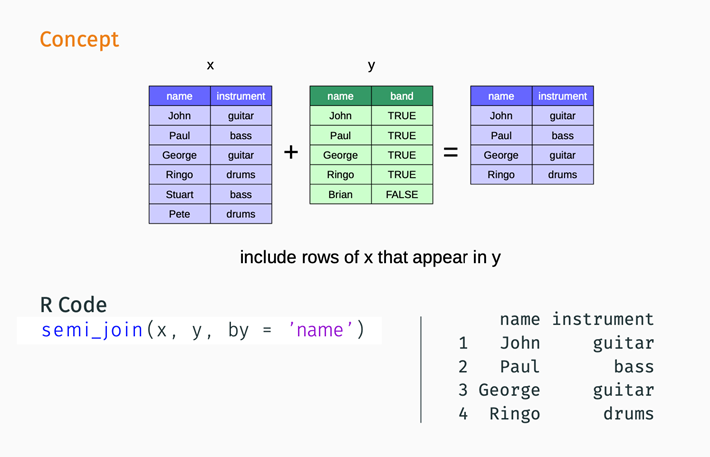 Concept
x y
name instrument name band name instrument
John guitar John TRUE John guitar
Paul bass Paul TRUE Paul bass
George guitar + George TRUE = George guitar
Ringo drums Ringo TRUE Ringo drums
Stuart bass Brian FALSE
Pete drums
include rows of x that appear in y
R Code
semi_join(x, y, by = 'name')
name instrument
1 John guitar
2 Paul bass
3 George guitar
4 Ringo drums